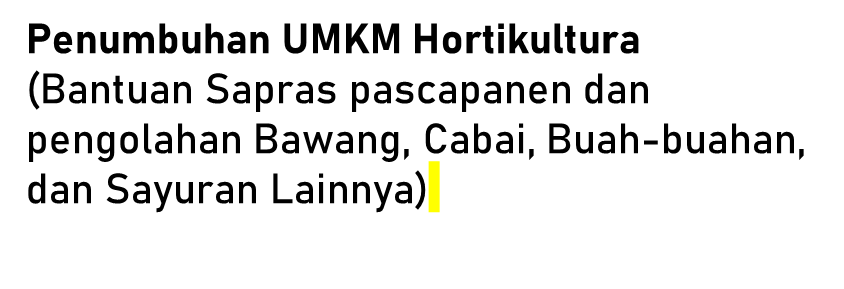 Penumbuhan UMKM Hortikultura
(Bantuan Sapras pascapanen dan
pengolahan Bawang, Cabai, Buah-buahan,
dan Sayuran Lainnya)